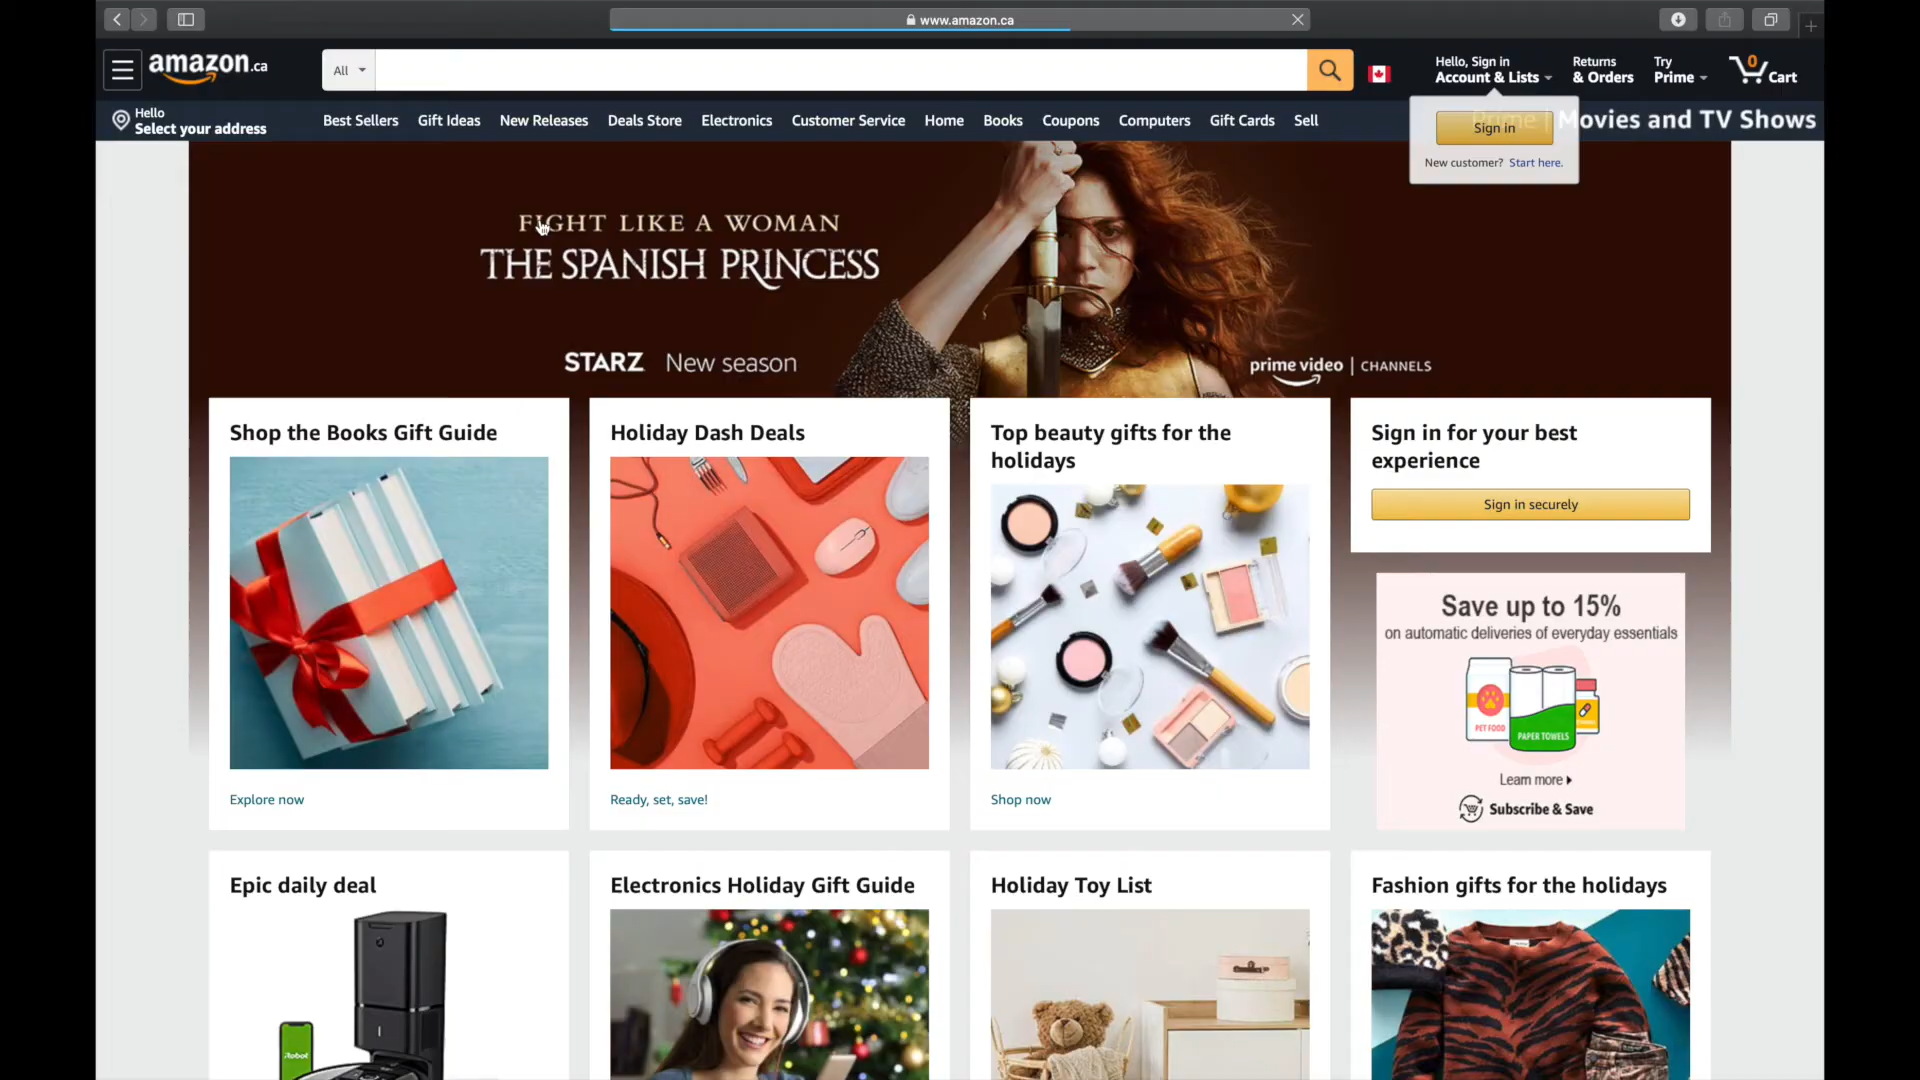 www.amazon.ca
amazon.ca
All
Hello, Sign in
Account & Lists
Returns
& Orders
Try
Prime
0
Cart
Hello
Select your address
Best Sellers
Gift Ideas
New Releases
Deals Store
Electronics
Customer Service
Home
Books
Coupons
Computers
Gift Cards
Sell
Prime | Movies and TV Shows
Sign in
New customer? Start here.
FIGHT LIKE A WOMAN
THE SPANISH PRINCESS
STARZ New season
prime video | CHANNELS
Shop the Books Gift Guide
Explore now
Holiday Dash Deals
Ready, set, save!
Top beauty gifts for the
holidays
Shop now
Sign in for your best
experience
Sign in securely
Save up to 15%
on automatic deliveries of everyday essentials
PET FOOD
PAPER TOWELS
Learn more
Subscribe & Save
Epic daily deal
iRobot
Electronics Holiday Gift Guide
Holiday Toy List
Fashion gifts for the holidays